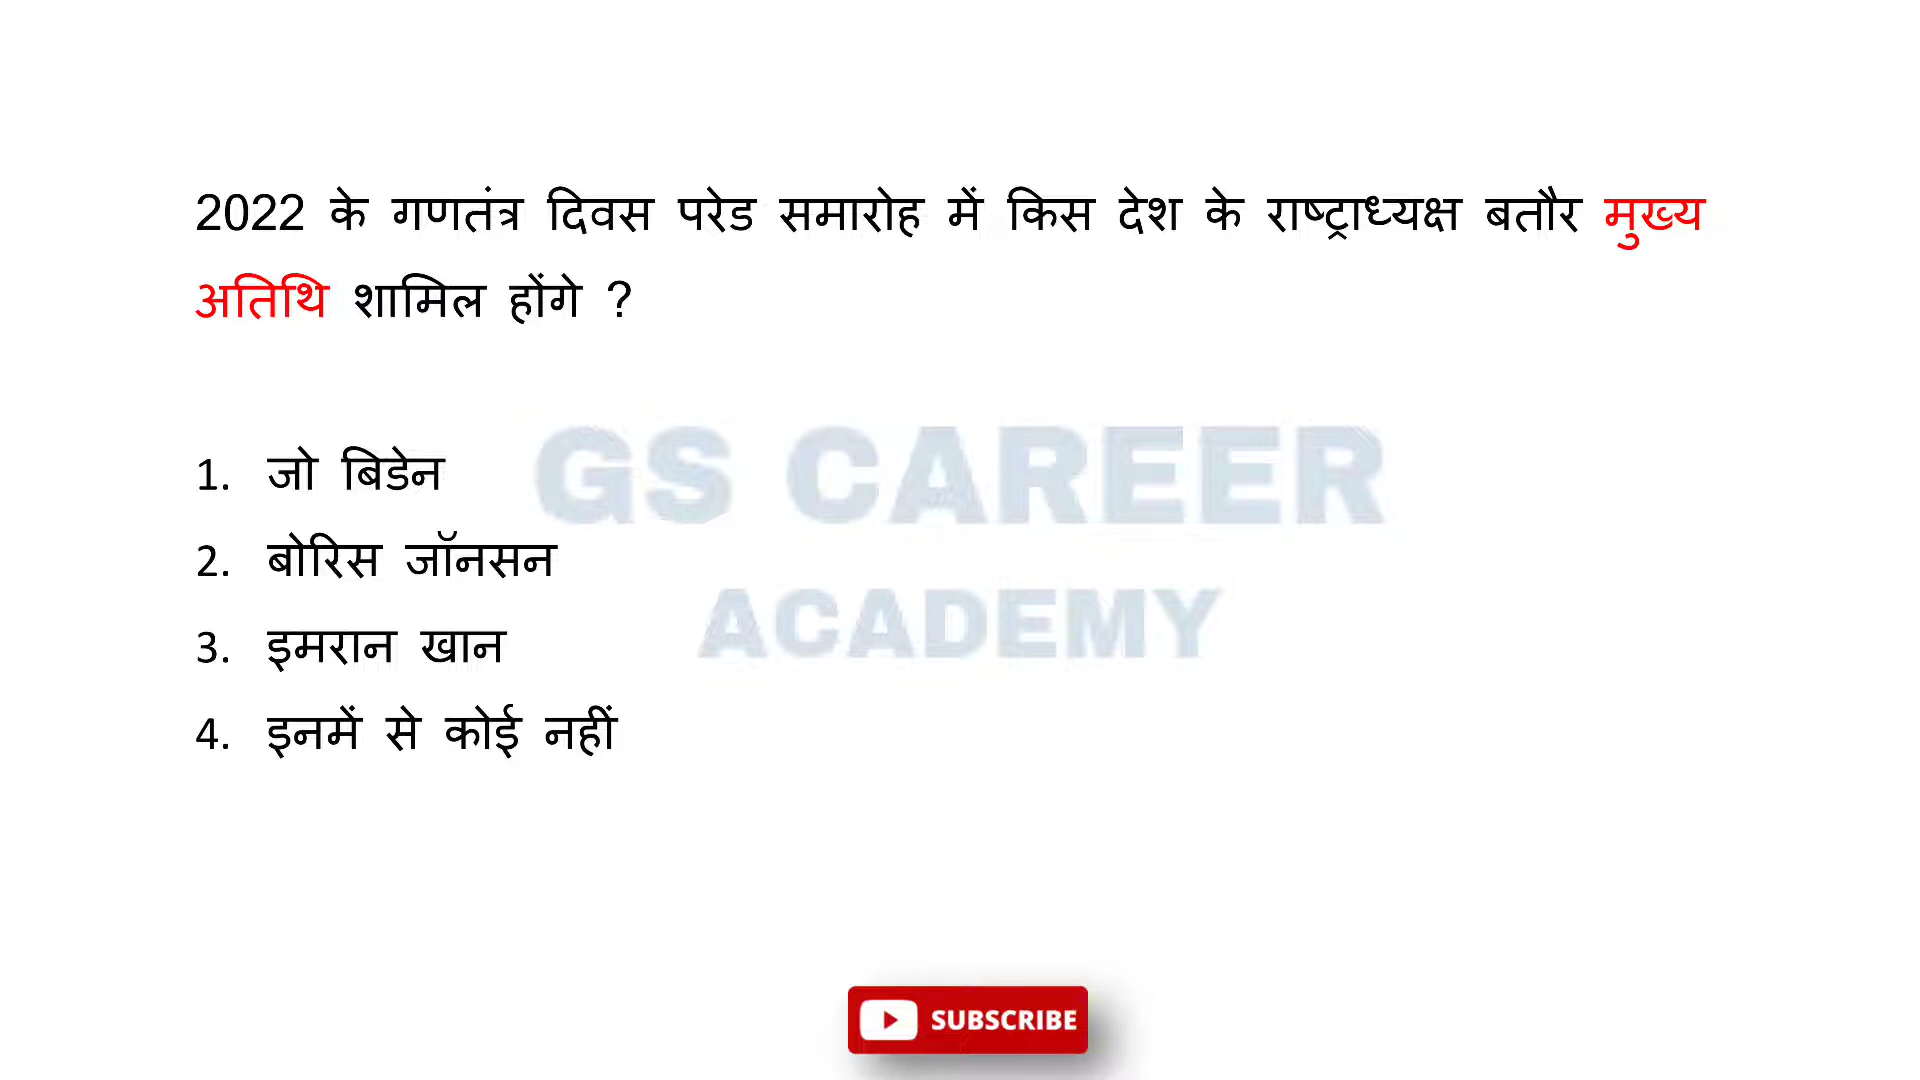 2022 के गणतंत्र दिवस परेड समारोह में किस देश के राष्ट्राध्यक्ष बतौर मुख्य
अतिथि शामिल होंगे ?
GS CAREER
ACADEMY
1. जो बिडेन
2. बोरिस जॉनसन
3. इमरान खान
4. इनमें से कोई नहीं
SUBSCRIBE